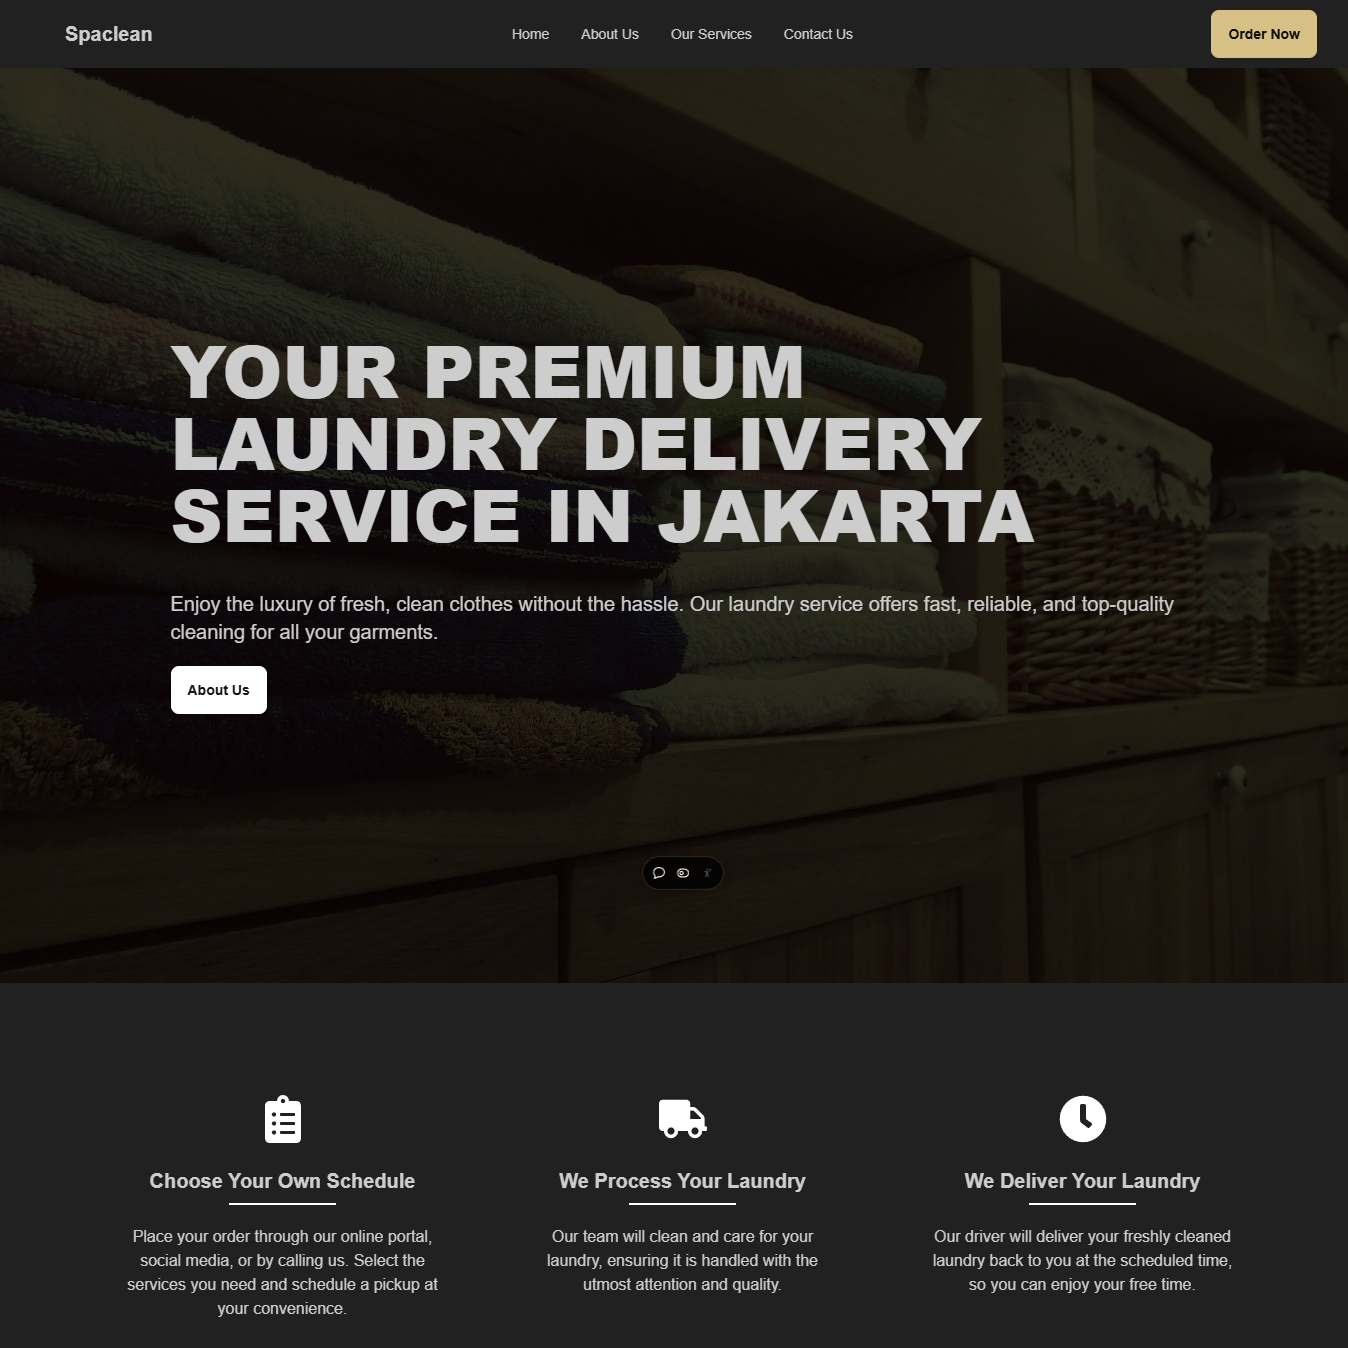 Spaclean
Home
About Us
Our Services
Contact Us
Order Now
YOUR PREMIUM
LAUNDRY DELIVERY
SERVICE IN JAKARTA
Enjoy the luxury of fresh, clean clothes without the hassle. Our laundry service offers fast, reliable, and top-quality
cleaning for all your garments.
About Us
Choose Your Own Schedule
Place your order through our online portal,
social media, or by calling us. Select the
services you need and schedule a pickup at
your convenience.
We Process Your Laundry
Our team will clean and care for your
laundry, ensuring it is handled with the
utmost attention and quality.
We Deliver Your Laundry
Our driver will deliver your freshly cleaned
laundry back to you at the scheduled time,
so you can enjoy your free time.